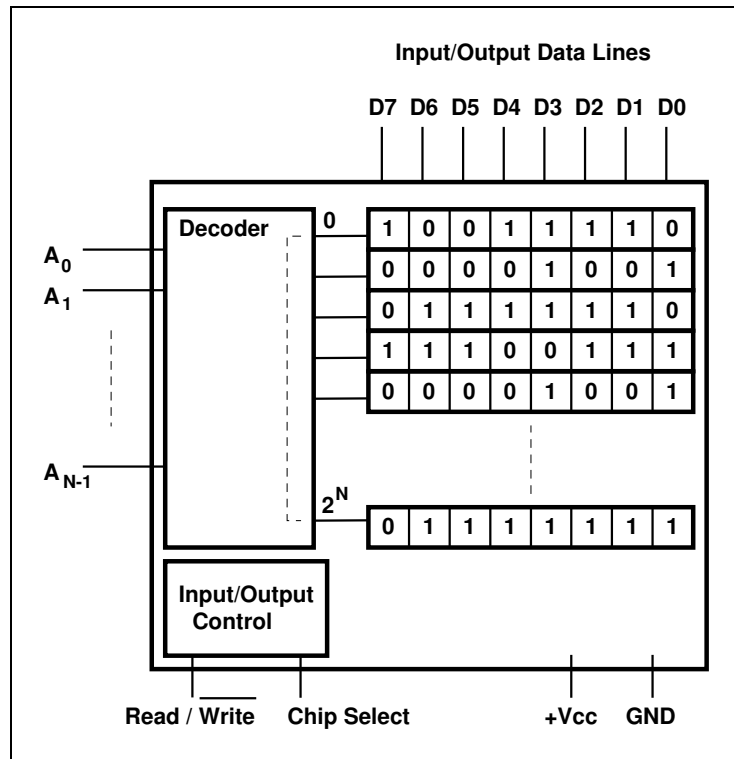 Input/Output Data Lines
D7 D6 D5 D4 D3 D2 D1 D0
Decoder
0
1 0 0 1 1 1 1 0
A0
0 0 0 0 1 0 0 1
A1
0 1 1 1 1 1 1 0
1 1 1 0 0 1 1 1
0 0 0 0 1 0 0 1
AN-1
2^N
0 1 1 1 1 1 1 1
Input/Output
Control
Read / Write Chip Select +Vcc GND